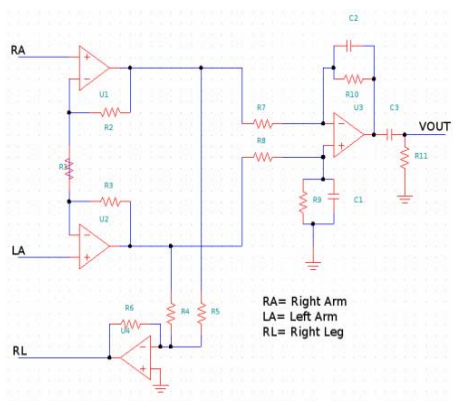 C2
RA
R10
U1
U3
C3
R7
VOUT
R2
R8
R1
R11
R3
R9
C1
U2
LA
RA= Right Arm
LA= Left Arm
RL= Right Leg
R6
R4
R5
U4
RL